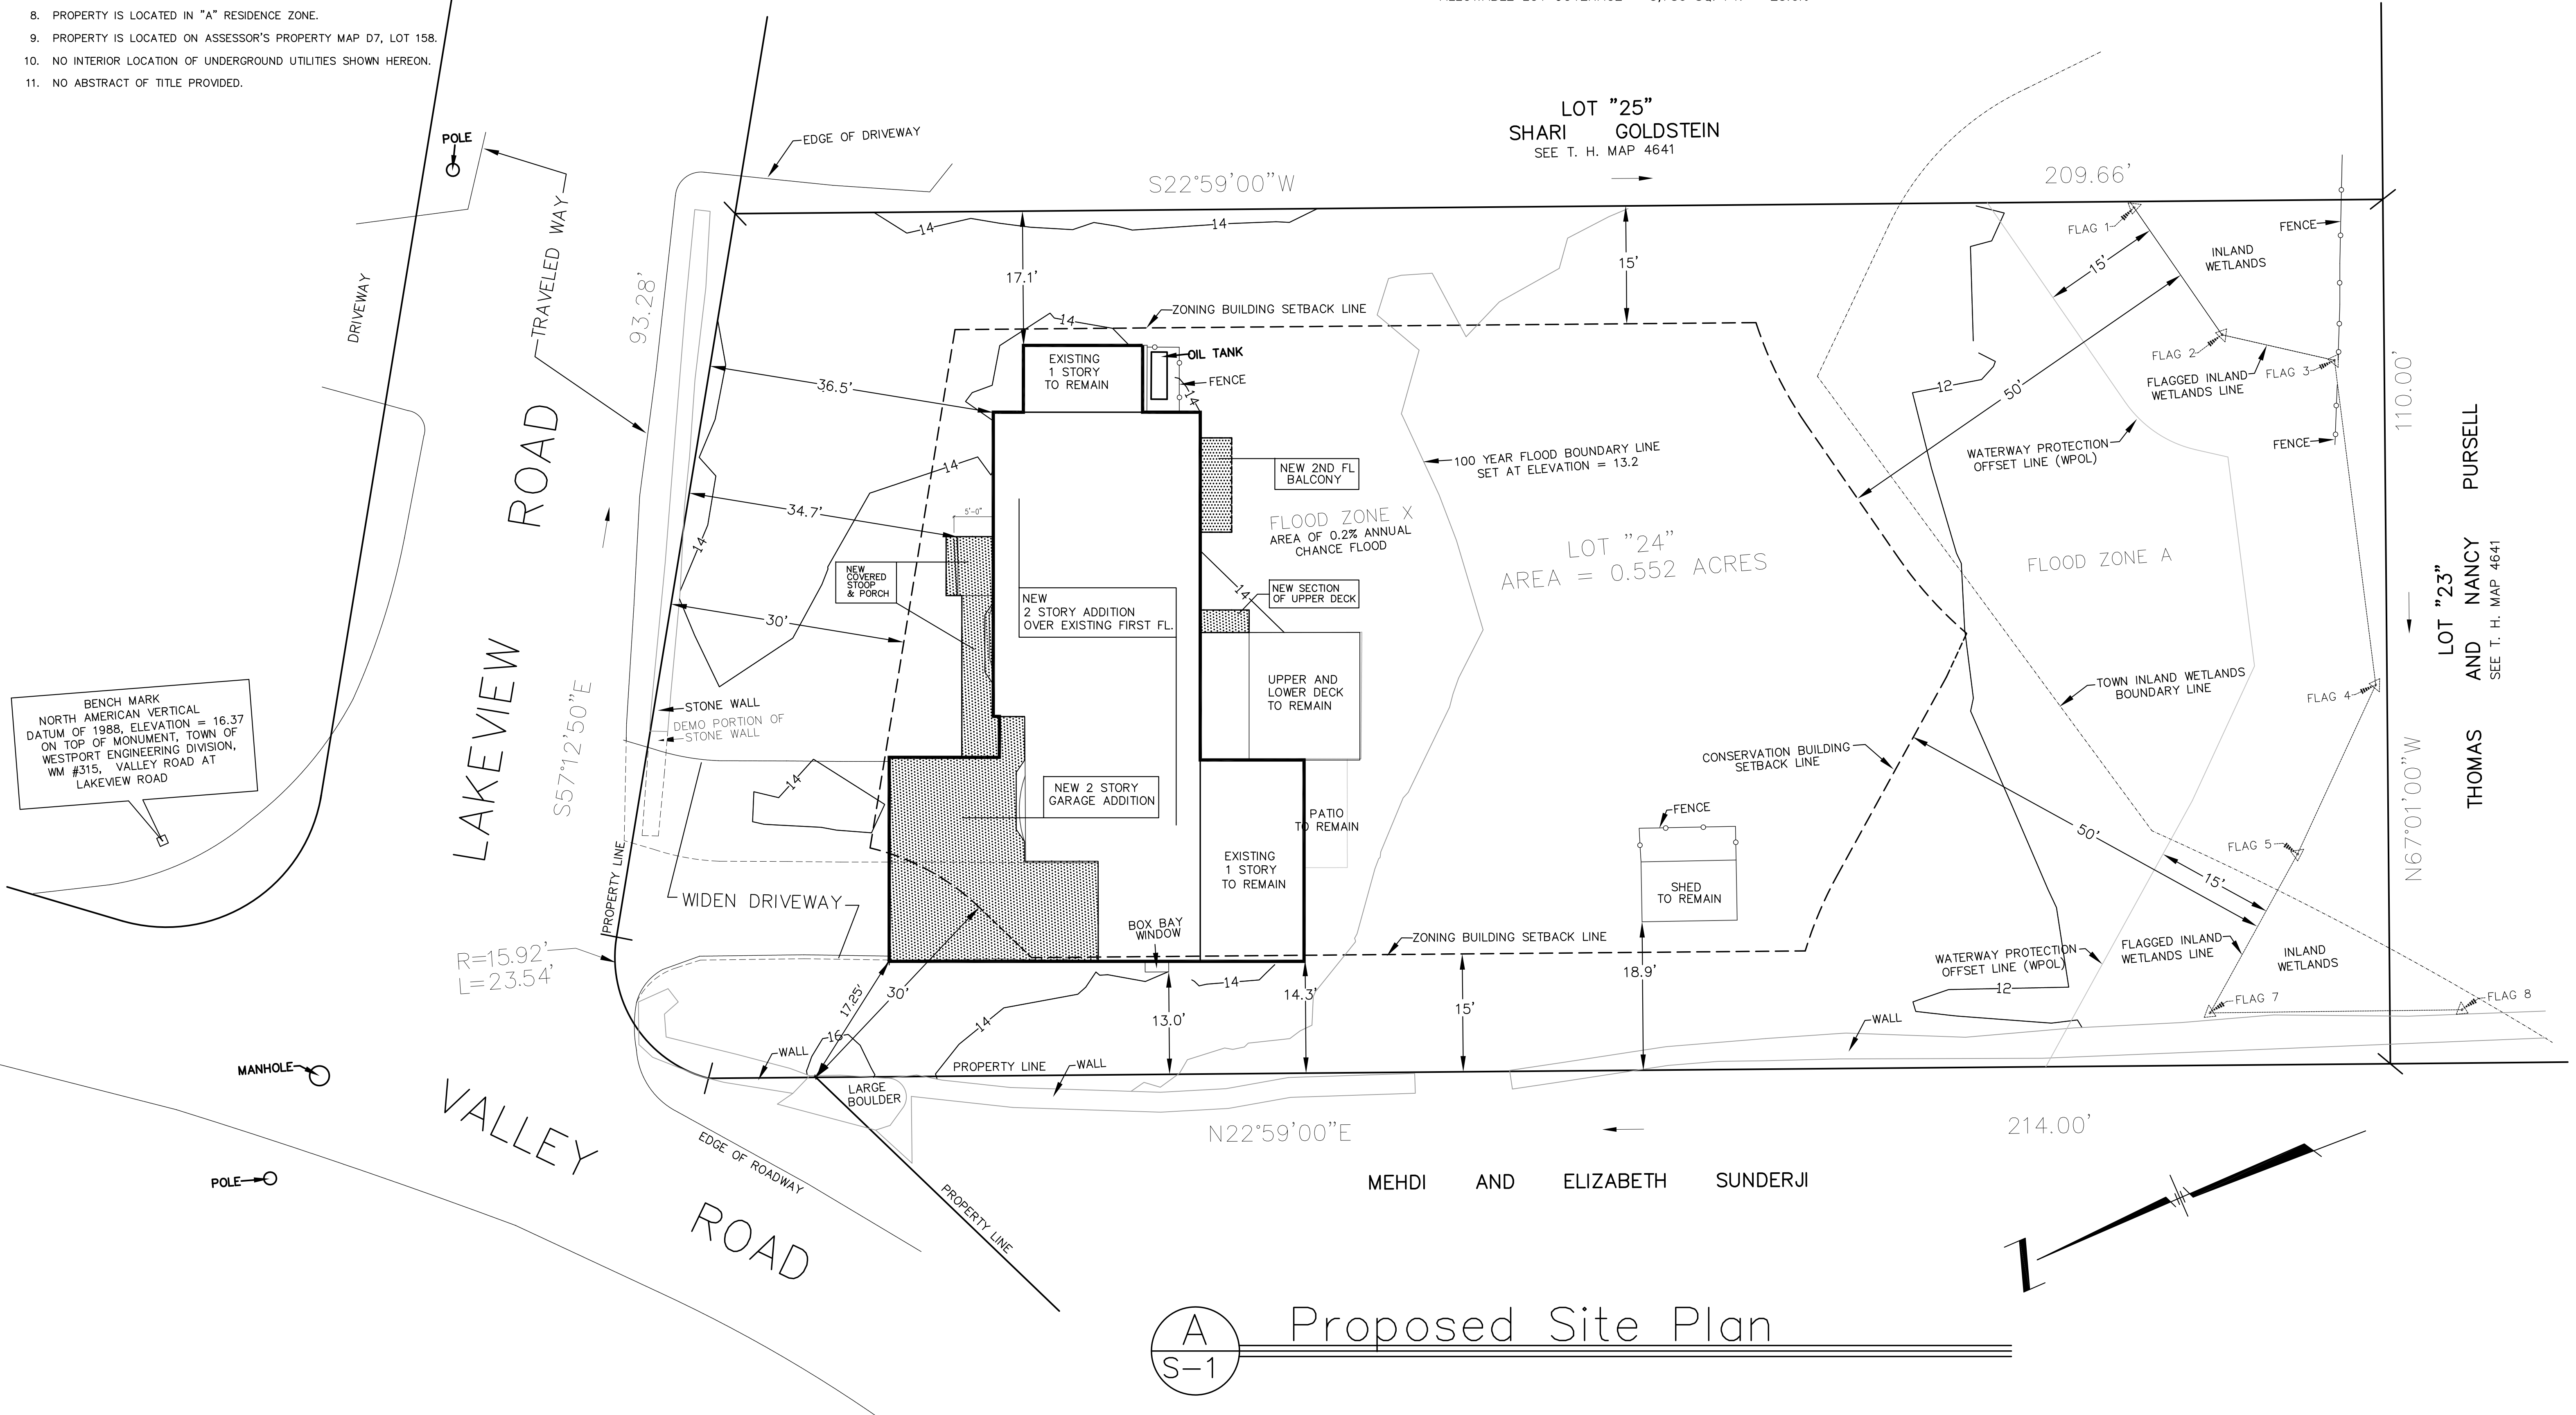 8. PROPERTY IS LOCATED IN "A" RESIDENCE ZONE.
9. PROPERTY IS LOCATED ON ASSESSOR'S PROPERTY MAP D7, LOT 158.
10. NO INTERIOR LOCATION OF UNDERGROUND UTILITIES SHOWN HEREON.
11. NO ABSTRACT OF TITLE PROVIDED.
POLE
EDGE OF DRIVEWAY
LOT "25"
SHARI GOLDSTEIN
SEE T. H. MAP 4641
S22°59'00"W
209.66'
TRAVELED WAY
DRIVEWAY
93.28'
14
14
17.1'
15'
FLAG 1
15'
INLAND
WETLANDS
FENCE
ZONING BUILDING SETBACK LINE
14
EXISTING
1 STORY
TO REMAIN
OIL TANK
FENCE
14
36.5'
FLAG 2
FLAG 3
FLAGGED INLAND
WETLANDS LINE
12
50'
110.00'
FENCE
WATERWAY PROTECTION
OFFSET LINE (WPOL)
100 YEAR FLOOD BOUNDARY LINE
SET AT ELEVATION = 13.2
NEW 2ND FL
BALCONY
14
34.7'
5'-0"
14
FLOOD ZONE X
AREA OF 0.2% ANNUAL
CHANCE FLOOD
LOT "24"
AREA = 0.552 ACRES
FLOOD ZONE A
LOT "23"
THOMAS AND NANCY PURSELL
SEE T. H. MAP 4641
NEW
COVERED
STOOP
& PORCH
NEW
2 STORY ADDITION
OVER EXISTING FIRST FL.
14
NEW SECTION
OF UPPER DECK
30'
UPPER AND
LOWER DECK
TO REMAIN
TOWN INLAND WETLANDS
BOUNDARY LINE
FLAG 4
LAKEVIEW ROAD
S57°12'50"E
STONE WALL
DEMO PORTION OF
STONE WALL
BENCH MARK
NORTH AMERICAN VERTICAL
DATUM OF 1988, ELEVATION = 16.37
ON TOP OF MONUMENT, TOWN OF
WESTPORT ENGINEERING DIVISION,
WM #315, VALLEY ROAD AT
LAKEVIEW ROAD
CONSERVATION BUILDING
SETBACK LINE
14
NEW 2 STORY
GARAGE ADDITION
PATIO
TO REMAIN
FENCE
SHED
TO REMAIN
EXISTING
1 STORY
TO REMAIN
50'
FLAG 5
15'
N67°01'00"W
PROPERTY LINE
WIDEN DRIVEWAY
BOX BAY
WINDOW
ZONING BUILDING SETBACK LINE
R=15.92'
L=23.54'
WATERWAY PROTECTION
OFFSET LINE (WPOL)
FLAGGED INLAND
WETLANDS LINE
INLAND
WETLANDS
17.25'
30'
14
14
13.0'
14.3'
15'
18.9'
12
FLAG 7
FLAG 8
WALL
16
WALL
PROPERTY LINE
WALL
MANHOLE
LARGE
BOULDER
VALLEY ROAD
EDGE OF ROADWAY
PROPERTY LINE
POLE
N22°59'00"E
214.00'
MEHDI AND ELIZABETH SUNDERJI
A
S-1
Proposed Site Plan